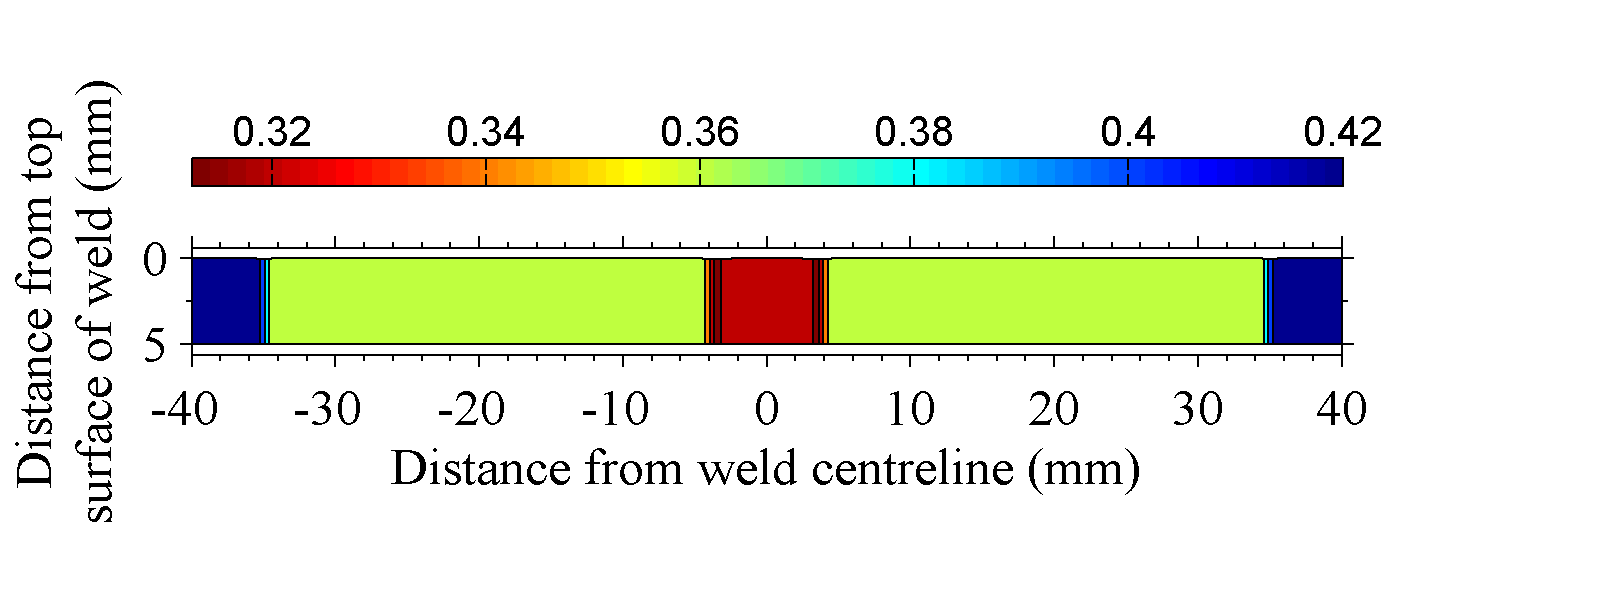 0.32 0.34 0.36 0.38 0.4 0.42
Distance from top
surface of weld (mm)
0
5
-40 -30 -20 -10 0 10 20 30 40
Distance from weld centreline (mm)